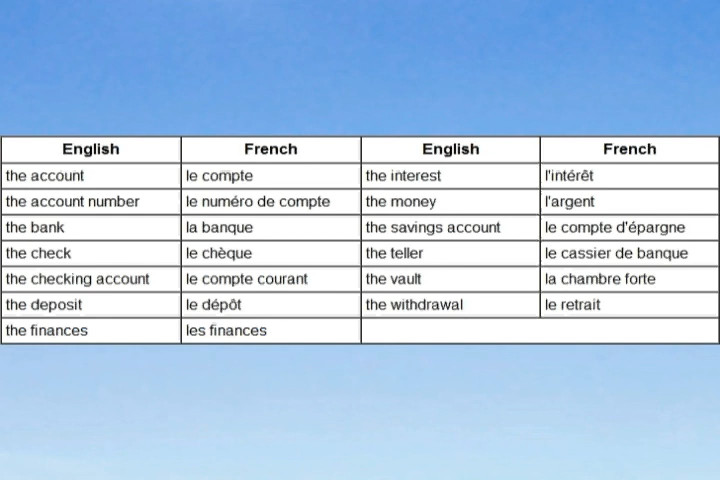 English French English French
the account le compte the interest l'intérêt
the account number le numéro de compte the money l'argent
the bank la banque the savings account le compte d'épargne
the check le chèque the teller le cassier de banque
the checking account le compte courant the vault la chambre forte
the deposit le dépôt the withdrawal le retrait
the finances les finances